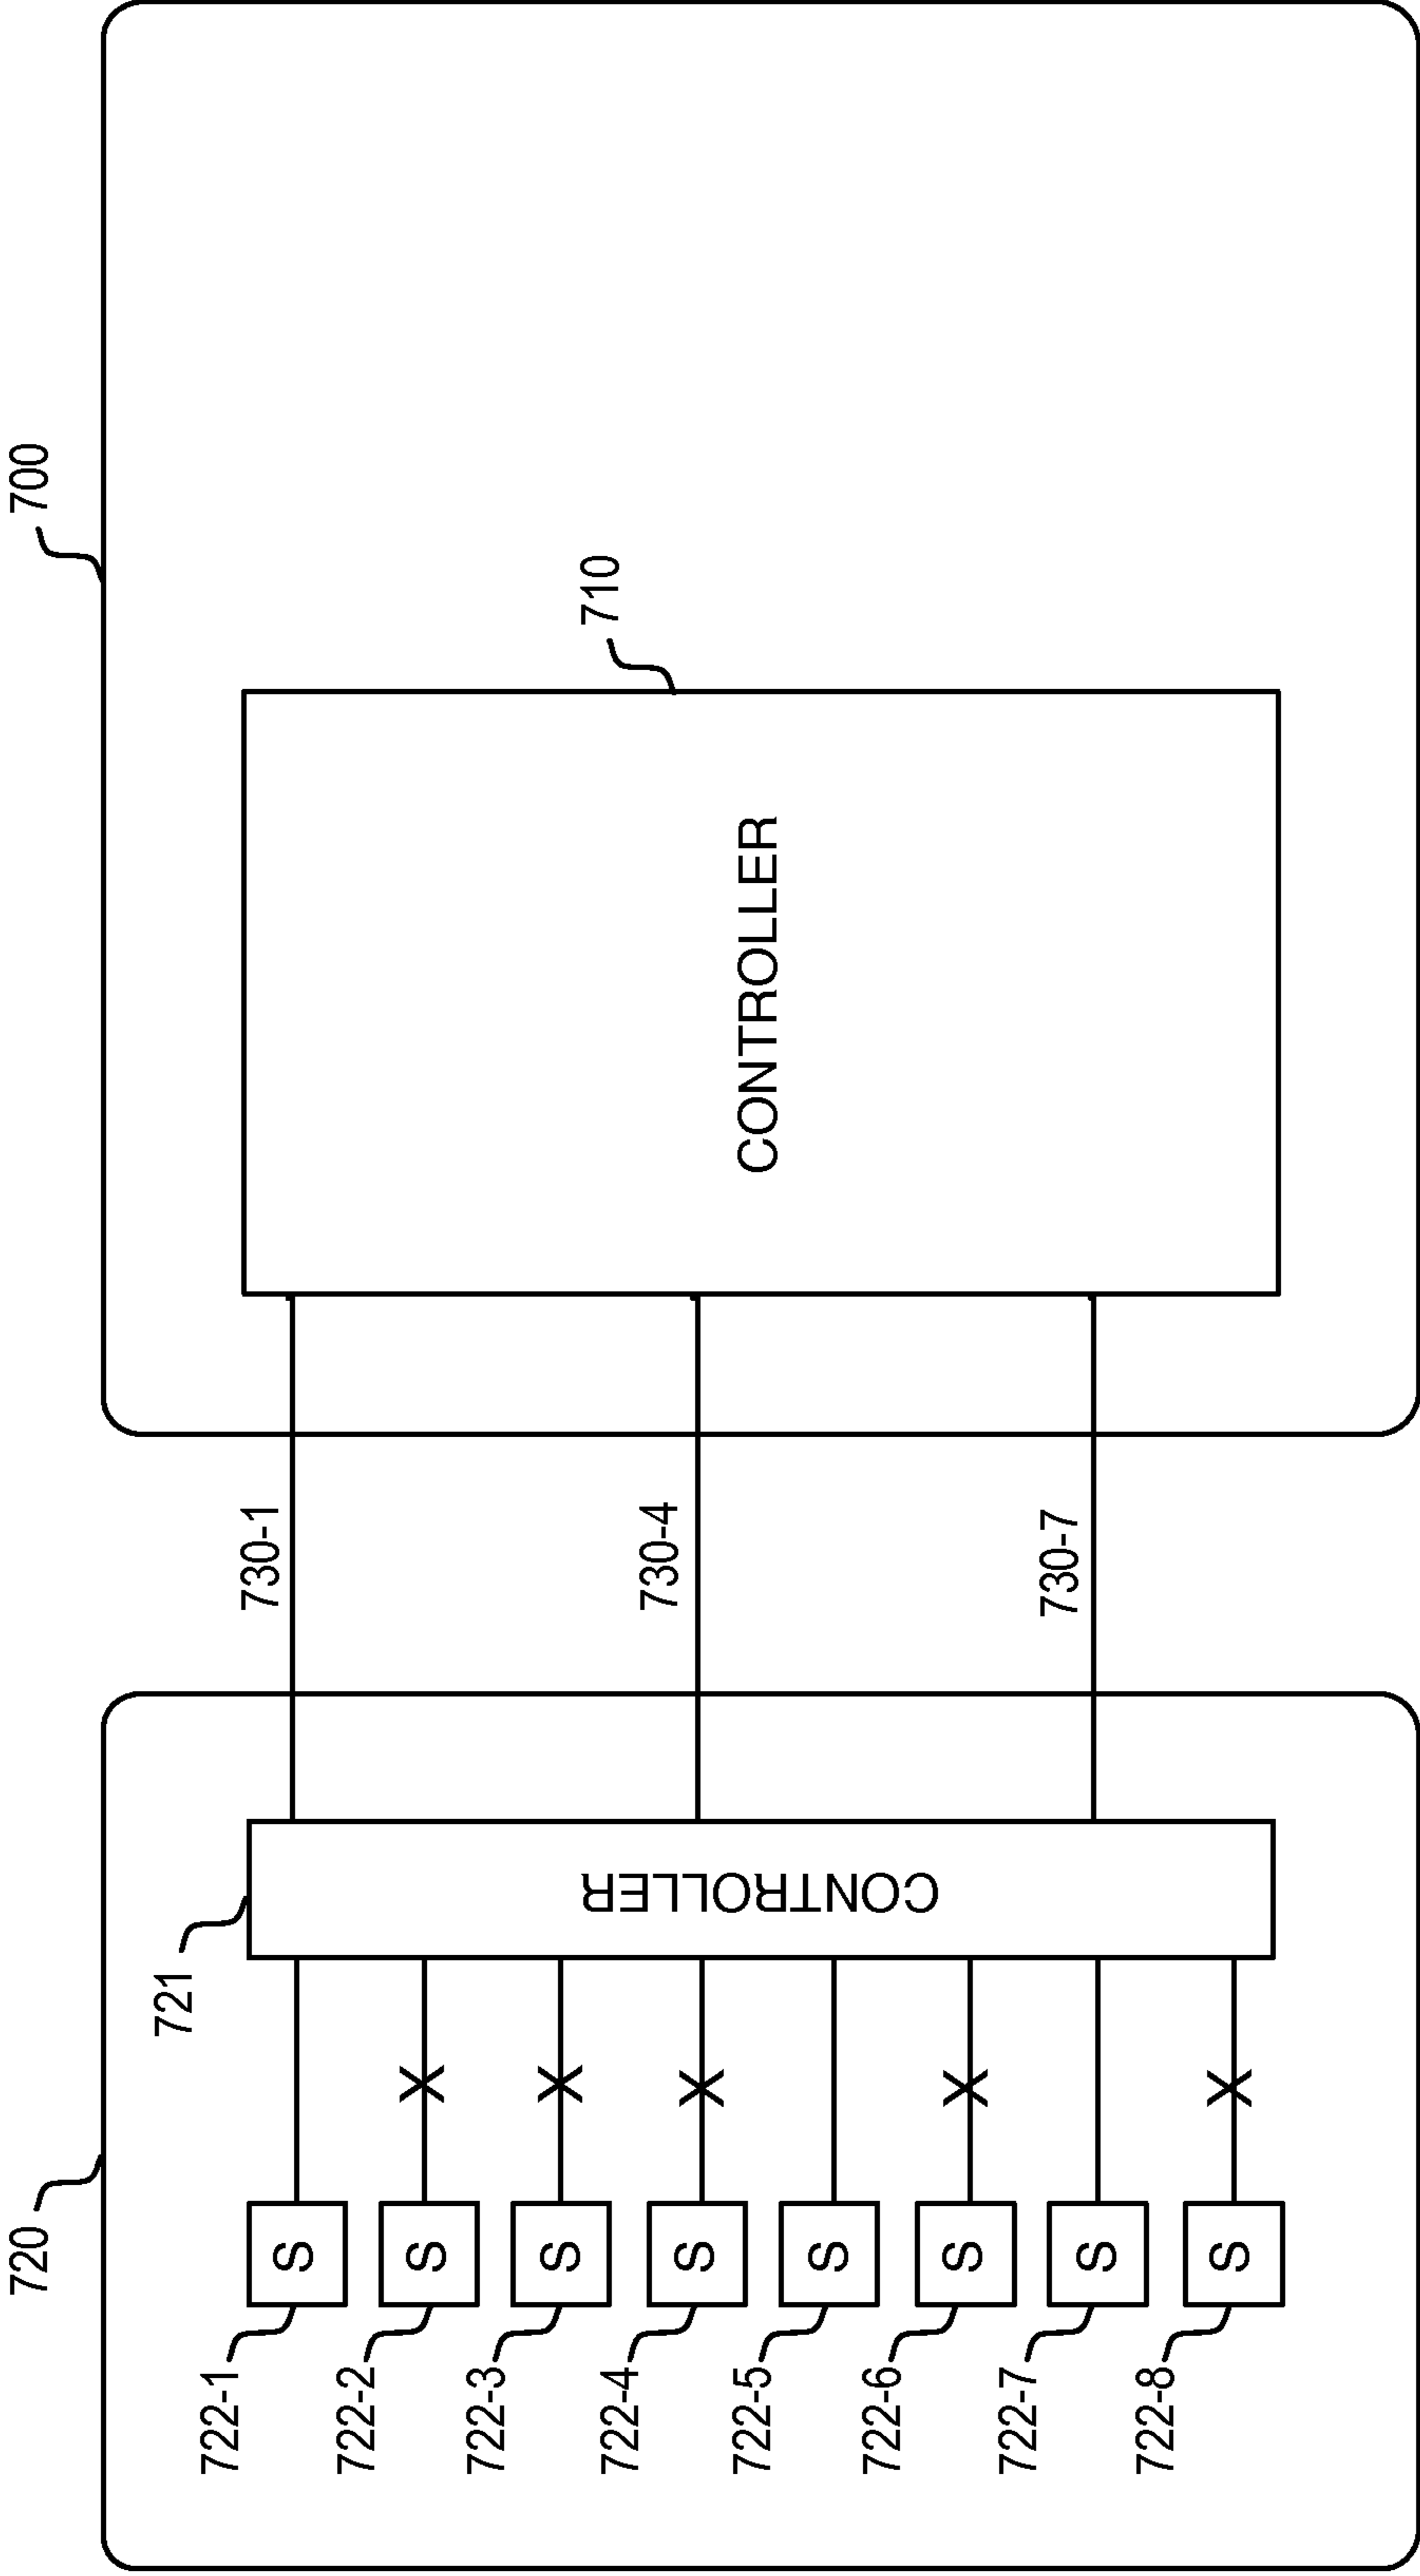 700
710
CONTROLLER
730-1
730-4
730-7
720
721
CONTROLLER
S
S
S
S
S
S
S
S
722-1
722-2
722-3
722-4
722-5
722-6
722-7
722-8
X
X
X
X
X